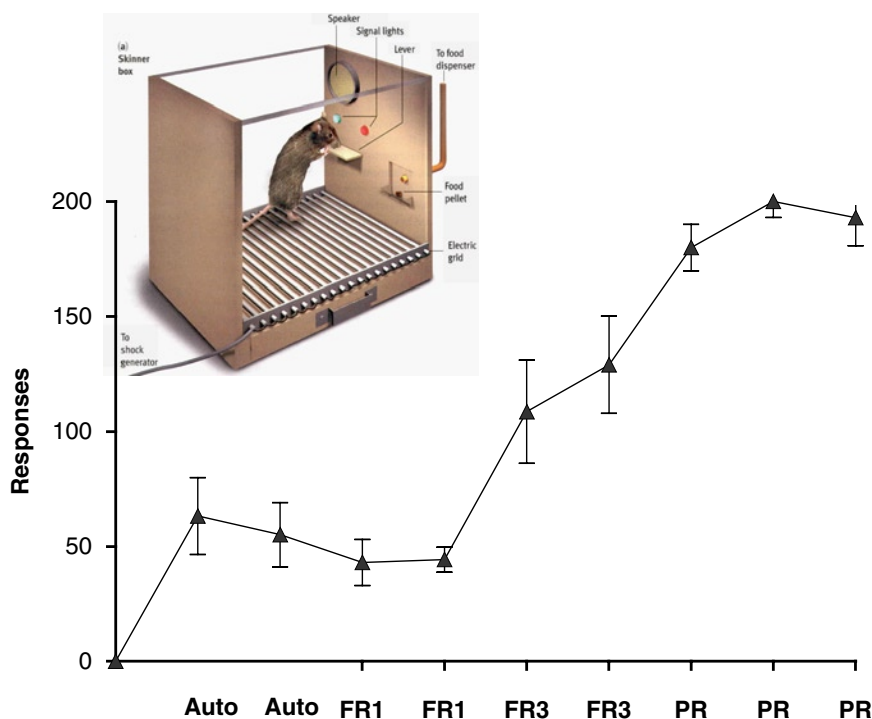 Speaker
Signal lights
(a)
Skinner
box
Lever
To food
dispenser
Food
pellet
Electric
grid
To
shock
generator
Responses
200
150
100
50
0
Auto Auto FR1 FR1 FR3 FR3 PR PR PR